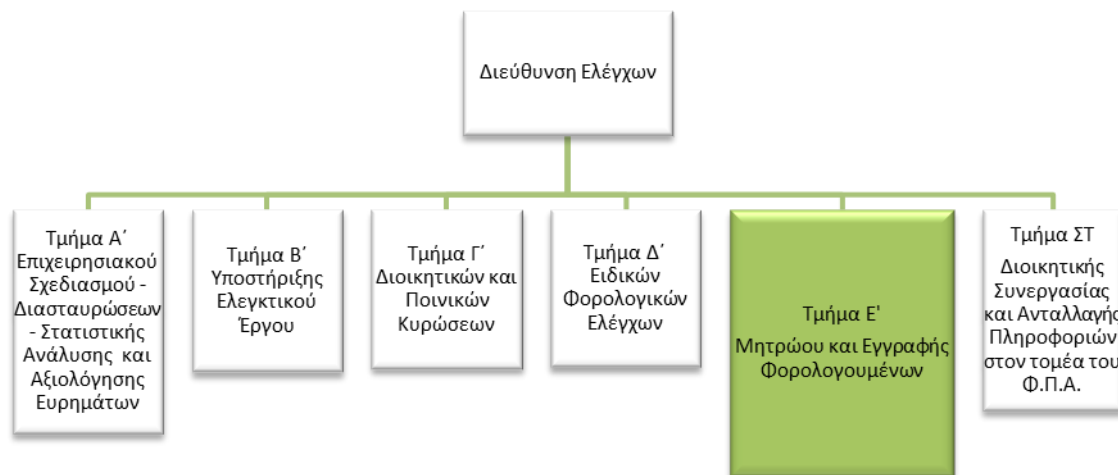 Διεύθυνση Ελέγχων
Τμήμα Α΄
Επιχειρησιακού
Σχεδιασμού -
Διασταυρώσεων
- Στατιστικής
Ανάλυσης και
Αξιολόγησης
Ευρημάτων
Τμήμα Β΄
Υποστήριξης
Ελεγκτικού
Έργου
Τμήμα Γ΄
Διοικητικών και
Ποινικών
Κυρώσεων
Τμήμα Δ΄
Ειδικών
Φορολογικών
Ελέγχων
Τμήμα Ε'
Μητρώου και Εγγραφής
Φορολογουμένων
Τμήμα ΣΤ
Διοικητικής
Συνεργασίας
και Ανταλλαγής
Πληροφοριών
στον τομέα του
Φ.Π.Α.